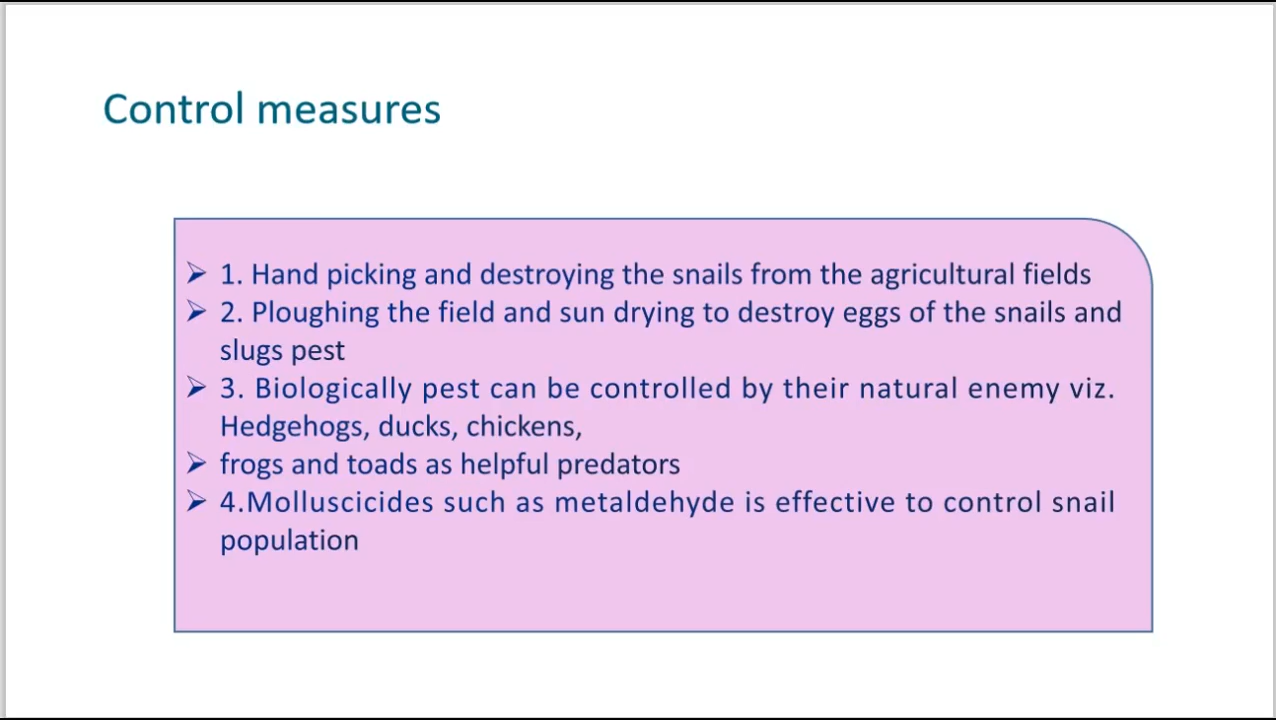 Control measures
➢ 1. Hand picking and destroying the snails from the agricultural fields
➢ 2. Ploughing the field and sun drying to destroy eggs of the snails and
slugs pest
➢ 3. Biologically pest can be controlled by their natural enemy viz.
Hedgehogs, ducks, chickens,
➢ frogs and toads as helpful predators
➢ 4.Molluscicides such as metaldehyde is effective to control snail
population